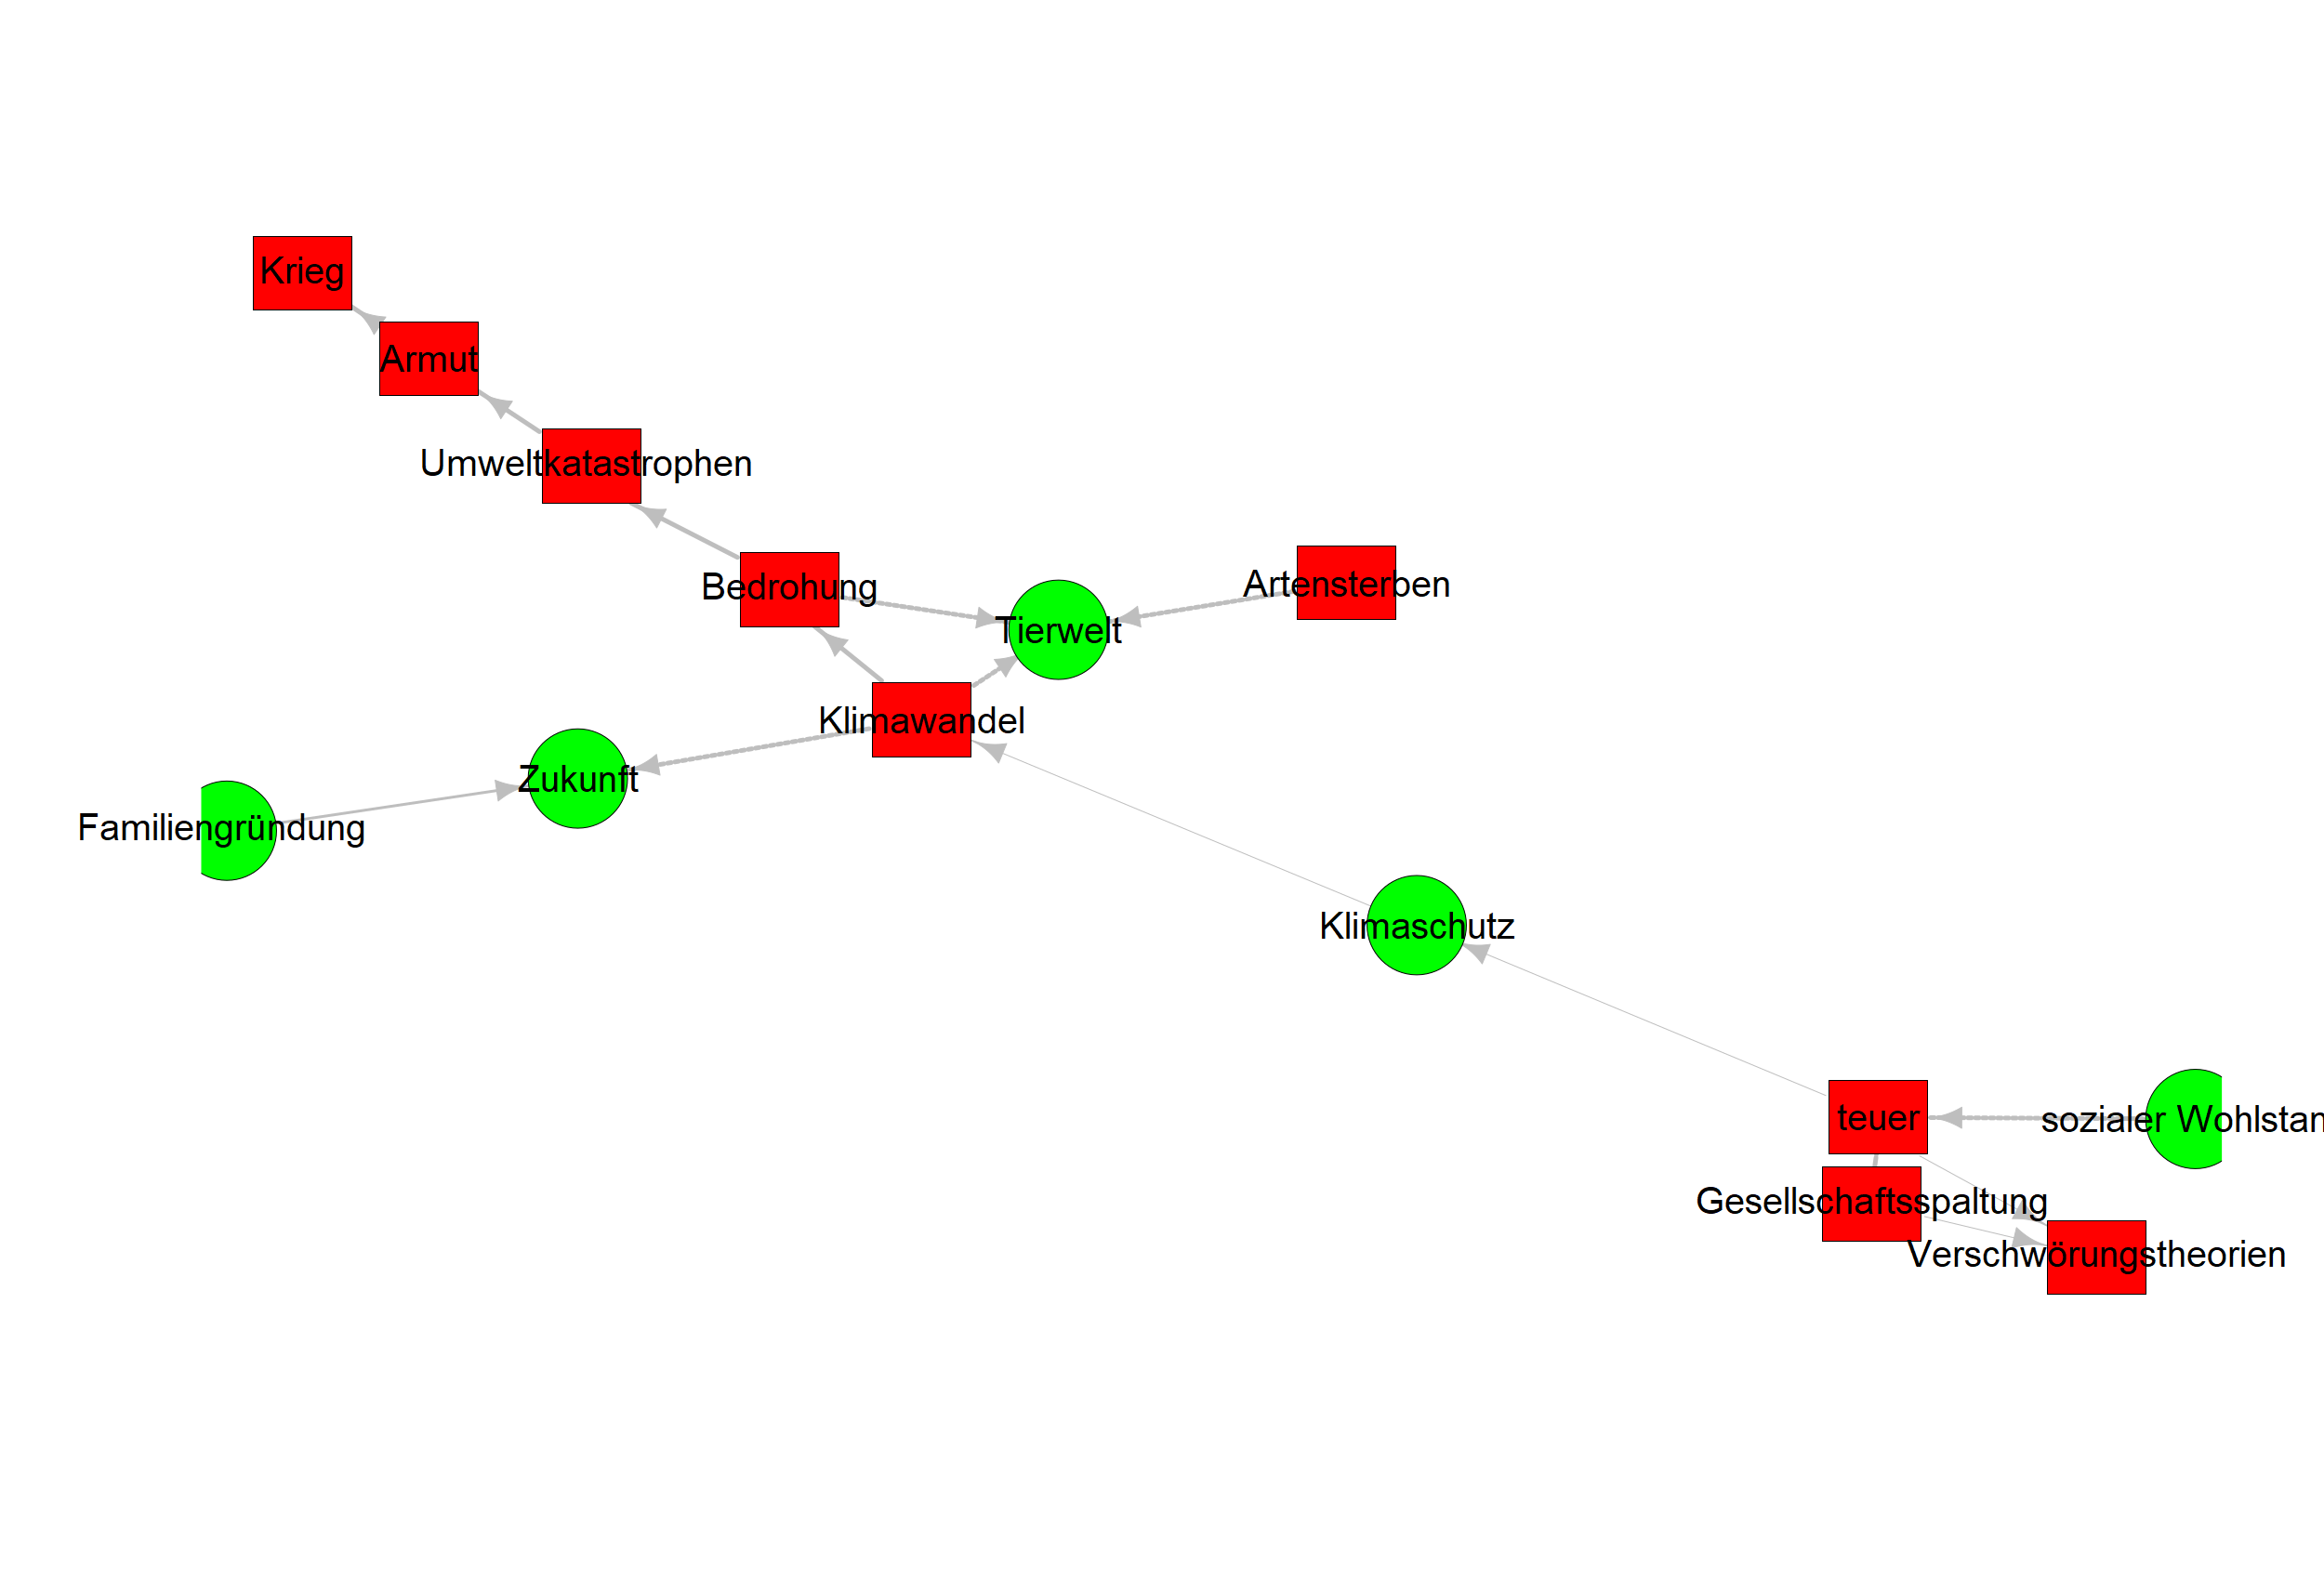 Krieg
Armut
Umweltkatastrophen
Bedrohung
Artensterben
Tierwelt
Klimawandel
Zukunft
Familiengründung
Klimaschutz
teuer
sozialer Wohlstan
Gesellschaftsspaltung
Verschwörungstheorien